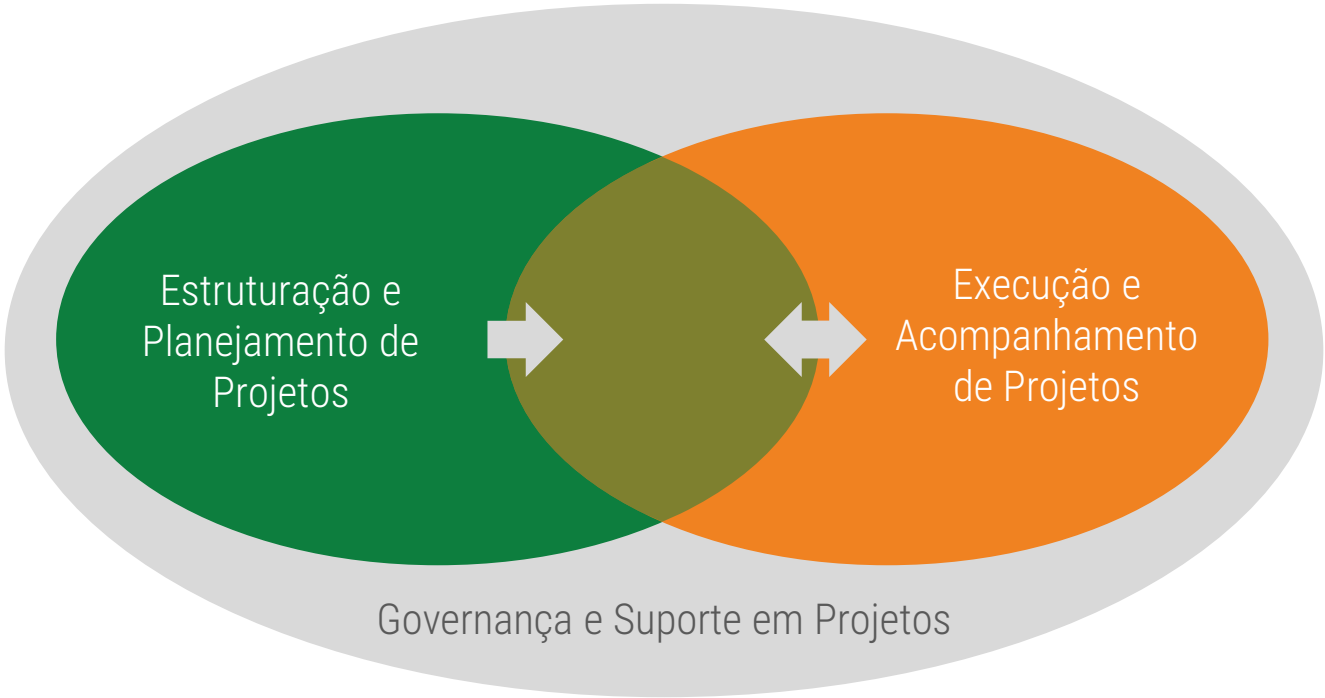 Estruturação e
Planejamento de
Projetos
Execução e
Acompanhamento
de Projetos
Governança e Suporte em Projetos